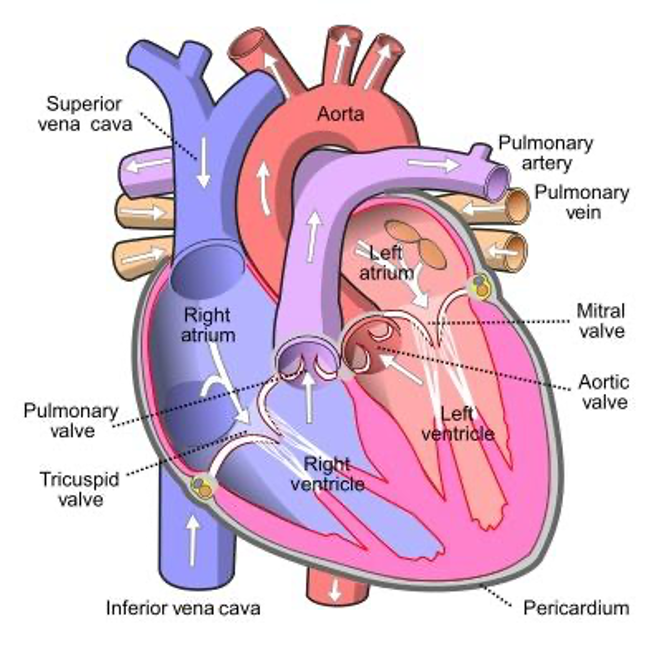 Superior
vena cava
Aorta
Pulmonary
artery
Pulmonary
vein
Left
atrium
Right
atrium
Mitral
valve
Aortic
valve
Pulmonary
valve
Left
ventricle
Tricuspid
valve
Right
ventricle
Inferior vena cava
Pericardium